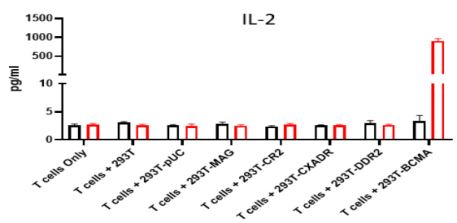 IL-2
1500
1000
500
10
5
0
pg/ml
T cells Only
T cells + 293T
T cells + 293T-pUC
T cells + 293T-MAG
T cells + 293T-CR2
T cells + 293T-CXADR
T cells + 293T-DDR2
T cells + 293T-BCMA